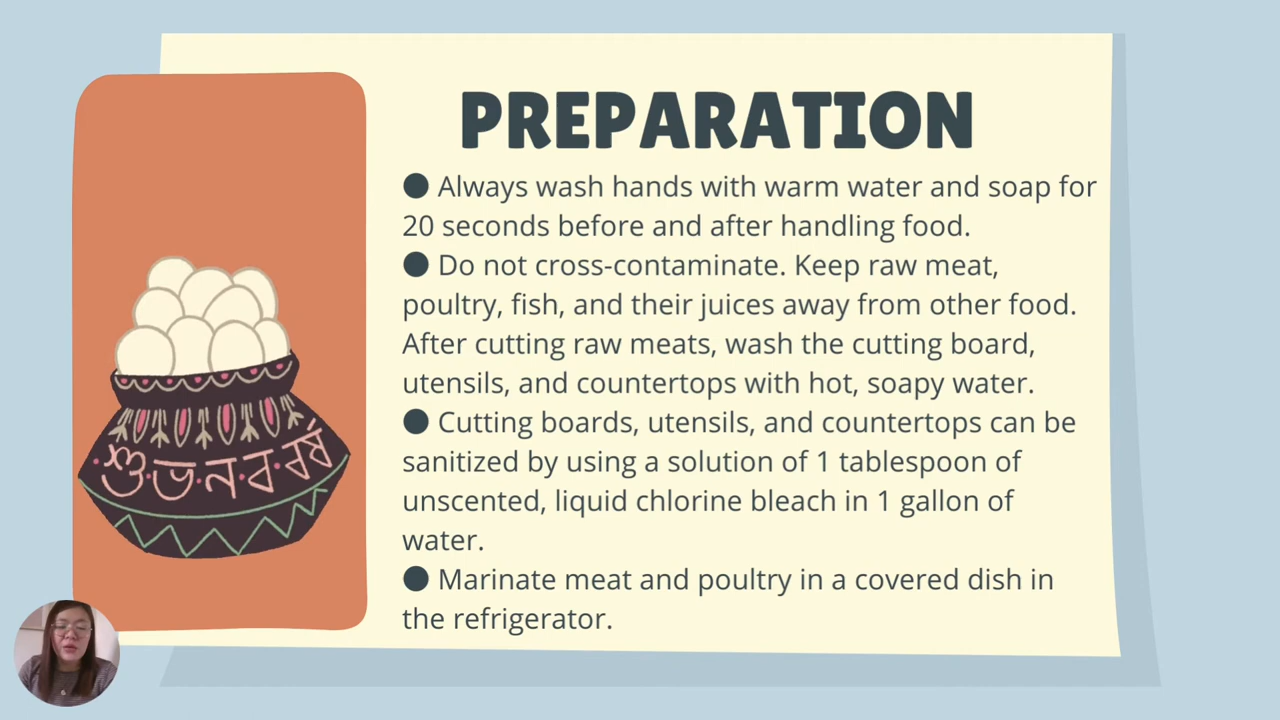 PREPARATION
● Always wash hands with warm water and soap for
20 seconds before and after handling food.
● Do not cross-contaminate. Keep raw meat,
poultry, fish, and their juices away from other food.
After cutting raw meats, wash the cutting board,
utensils, and countertops with hot, soapy water.
● Cutting boards, utensils, and countertops can be
sanitized by using a solution of 1 tablespoon of
unscented, liquid chlorine bleach in 1 gallon of
water.
● Marinate meat and poultry in a covered dish in
the refrigerator.
শু·ভ·ন·ব·বর্ষ